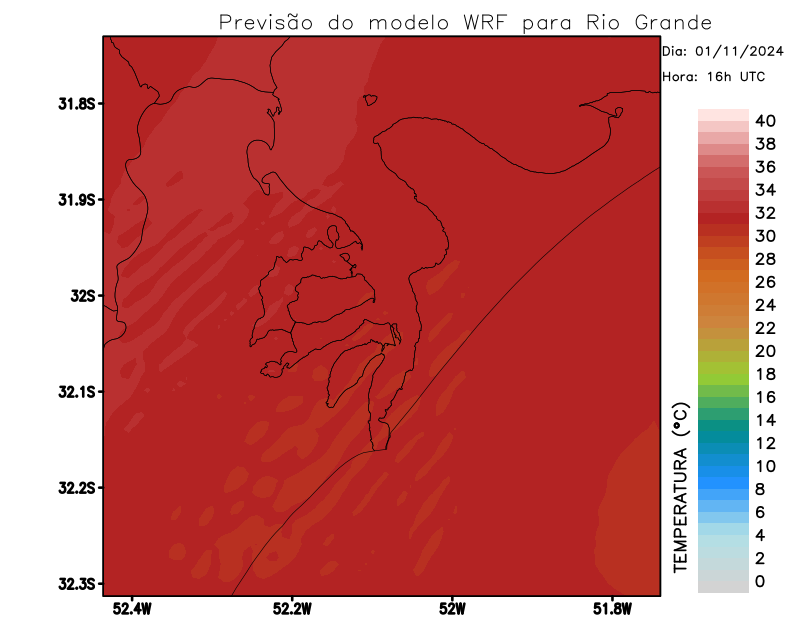 Previsão do modelo WRF para Rio Grande
Dia: 01/11/2024
Hora: 16h UTC
31.8S
31.9S
32S
32.1S
32.2S
32.3S
52.4W
52.2W
52W
51.8W
TEMPERATURA (°C)
40
38
36
34
32
30
28
26
24
22
20
18
16
14
12
10
8
6
4
2
0